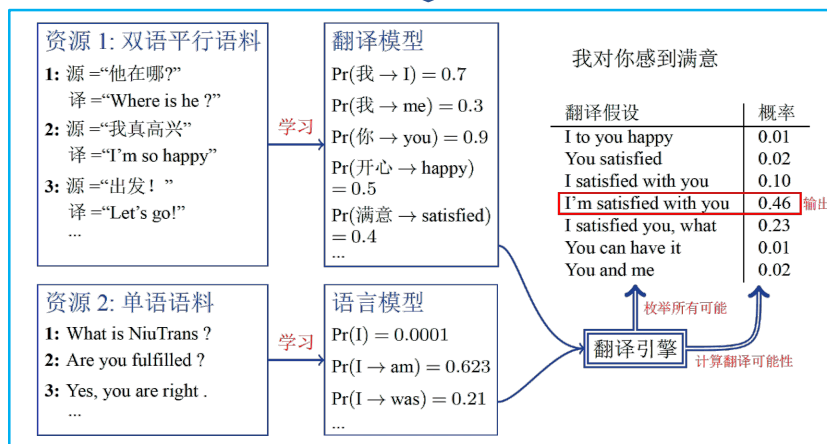 资源 1: 双语平行语料
1: 源 =“他在哪?”
译 =“Where is he ?”
2: 源 =“我真高兴”
译 =“I’m so happy”
3: 源 =“出发！”
译 =“Let’s go!”
...
学习
翻译模型
Pr(我 → I) = 0.7
Pr(我 → me) = 0.3
Pr(你 → you) = 0.9
Pr(开心 → happy)
= 0.5
Pr(满意 → satisfied)
= 0.4
...
资源 2: 单语语料
1: What is NiuTrans ?
2: Are you fulfilled ?
3: Yes, you are right .
...
学习
语言模型
Pr(I) = 0.0001
Pr(I → am) = 0.623
Pr(I → was) = 0.21
...
我对你感到满意
翻译假设 概率
I to you happy 0.01
You satisfied 0.02
I satisfied with you 0.10
I’m satisfied with you 0.46 输出
I satisfied you, what 0.23
You can have it 0.01
You and me 0.02
枚举所有可能
翻译引擎
计算翻译可能性